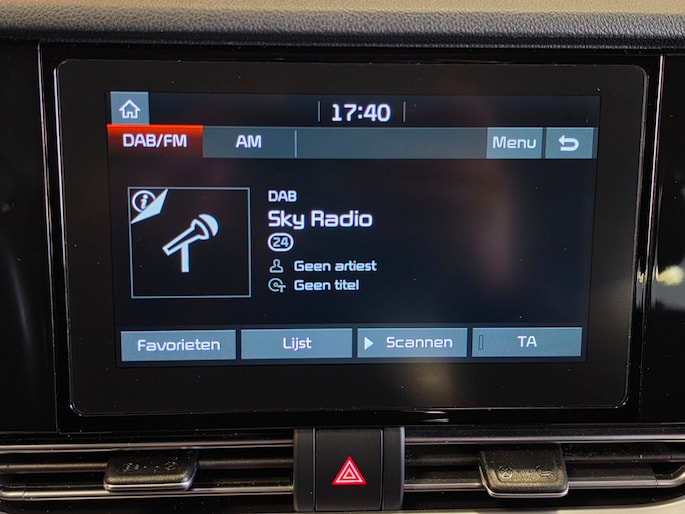 17:40
DAB/FM AM Menu
DAB
Sky Radio
24
Geen artiest
Geen titel
Favorieten Lijst Scannen TA